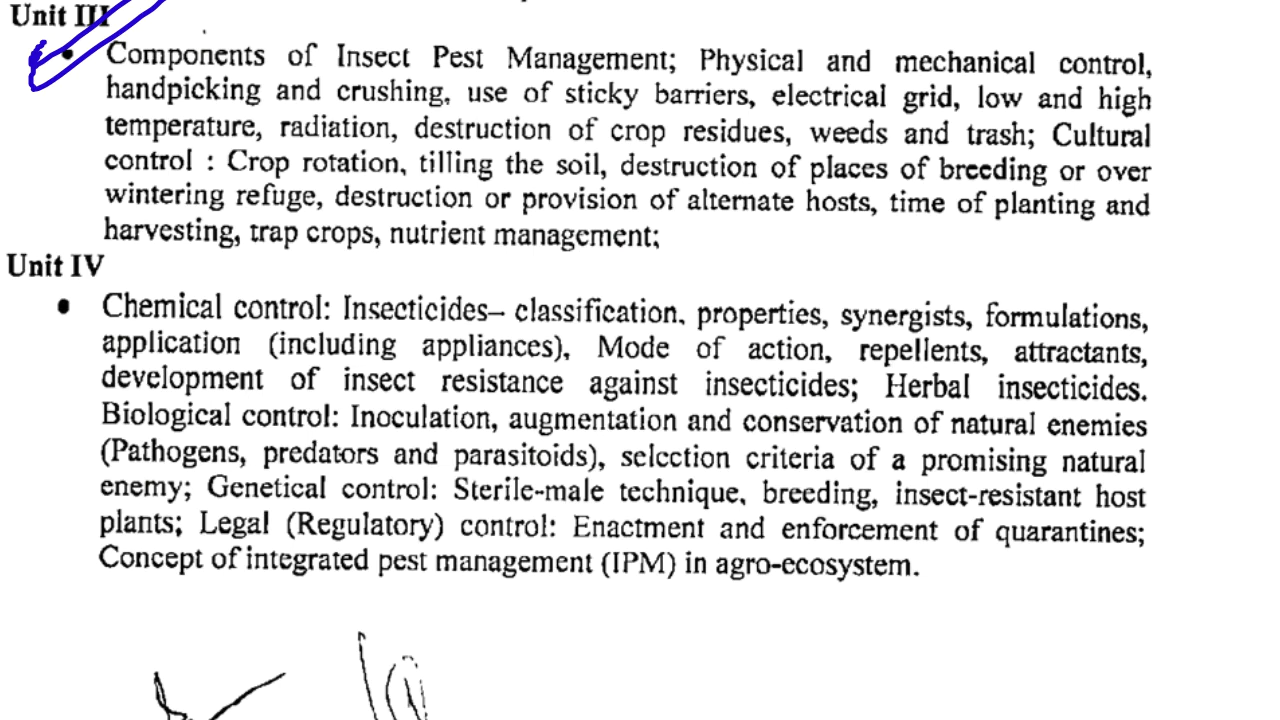 Unit III
• Components of Insect Pest Management; Physical and mechanical control,
handpicking and crushing, use of sticky barriers, electrical grid, low and high
temperature, radiation, destruction of crop residues, weeds and trash; Cultural
control : Crop rotation, tilling the soil, destruction of places of breeding or over
wintering refuge, destruction or provision of alternate hosts, time of planting and
harvesting, trap crops, nutrient management;
Unit IV
• Chemical control: Insecticides– classification, properties, synergists, formulations,
application (including appliances), Mode of action, repellents, attractants,
development of insect resistance against insecticides; Herbal insecticides.
Biological control: Inoculation, augmentation and conservation of natural enemies
(Pathogens, predators and parasitoids), selection criteria of a promising natural
enemy; Genetical control: Sterile-male technique, breeding, insect-resistant host
plants; Legal (Regulatory) control: Enactment and enforcement of quarantines;
Concept of integrated pest management (IPM) in agro-ecosystem.